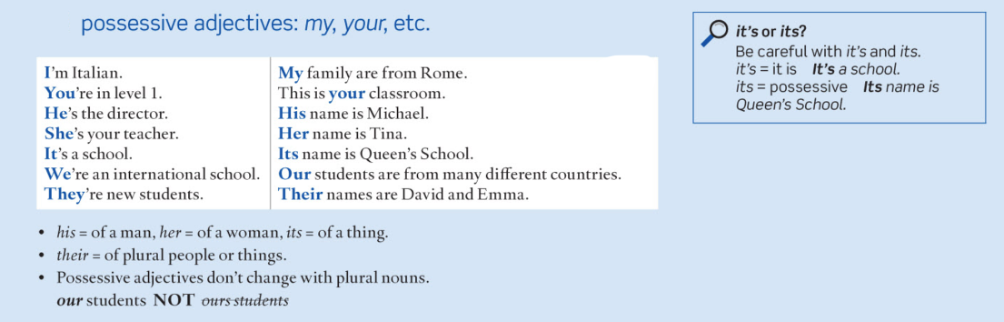 possessive adjectives: my, your, etc.
I'm Italian. My family are from Rome.
You're in level 1. This is your classroom.
He's the director. His name is Michael.
She's your teacher. Her name is Tina.
It's a school. Its name is Queen's School.
We're an international school. Our students are from many different countries.
They're new students. Their names are David and Emma.
• his = of a man, her = of a woman, its = of a thing.
• their = of plural people or things.
• Possessive adjectives don't change with plural nouns.
our students NOT ours students
it's or its?
Be careful with it's and its.
it's = it is It's a school.
its = possessive Its name is
Queen's School.